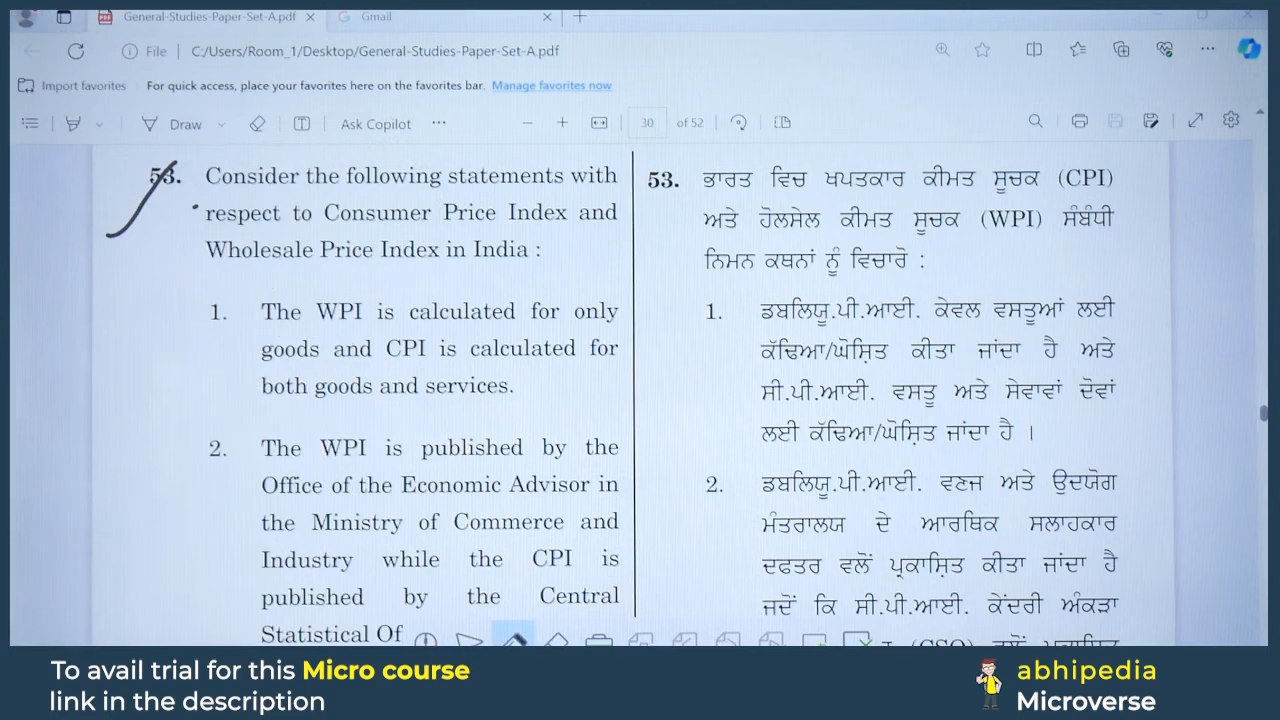 General-Studies-Paper-Set-A.pdf
Gmail
File
C:/Users/Room_1/Desktop/General-Studies-Paper-Set-A.pdf
Import favorites
For quick access, place your favorites here on the favorites bar. Manage favorites now
Draw
Ask Copilot
30 of 52
53. Consider the following statements with
respect to Consumer Price Index and
Wholesale Price Index in India :
1. The WPI is calculated for only
goods and CPI is calculated for
both goods and services.
2. The WPI is published by the
Office of the Economic Advisor in
the Ministry of Commerce and
Industry while the CPI is
published by the Central
Statistical Of
53. ਭਾਰਤ ਵਿਚ ਖਪਤਕਾਰ ਕੀਮਤ ਸੂਚਕ (CPI)
ਅਤੇ ਹੋਲਸੇਲ ਕੀਮਤ ਸੂਚਕ (WPI) ਸੰਬੰਧੀ
ਨਿਮਨ ਕਥਨਾਂ ਨੂੰ ਵਿਚਾਰੋ :
1. ਡਬਲਿਯੂ.ਪੀ.ਆਈ. ਕੇਵਲ ਵਸਤੂਆਂ ਲਈ
ਕੱਢਿਆ/ਘੋਸ਼ਿਤ ਕੀਤਾ ਜਾਂਦਾ ਹੈ ਅਤੇ
ਸੀ.ਪੀ.ਆਈ. ਵਸਤੂ ਅਤੇ ਸੇਵਾਵਾਂ ਦੋਵਾਂ
ਲਈ ਕੱਢਿਆ/ਘੋਸ਼ਿਤ ਜਾਂਦਾ ਹੈ ।
2. ਡਬਲਿਯੂ.ਪੀ.ਆਈ. ਵਣਜ ਅਤੇ ਉਦਯੋਗ
ਮੰਤਰਾਲਯ ਦੇ ਆਰਥਿਕ ਸਲਾਹਕਾਰ
ਦਫਤਰ ਵਲੋਂ ਪ੍ਰਕਾਸ਼ਿਤ ਕੀਤਾ ਜਾਂਦਾ ਹੈ
ਜਦੋਂ ਕਿ ਸੀ.ਪੀ.ਆਈ. ਕੇਂਦਰੀ ਅੰਕੜਾ
To avail trial for this Micro course
link in the description
abhipedia
Microverse